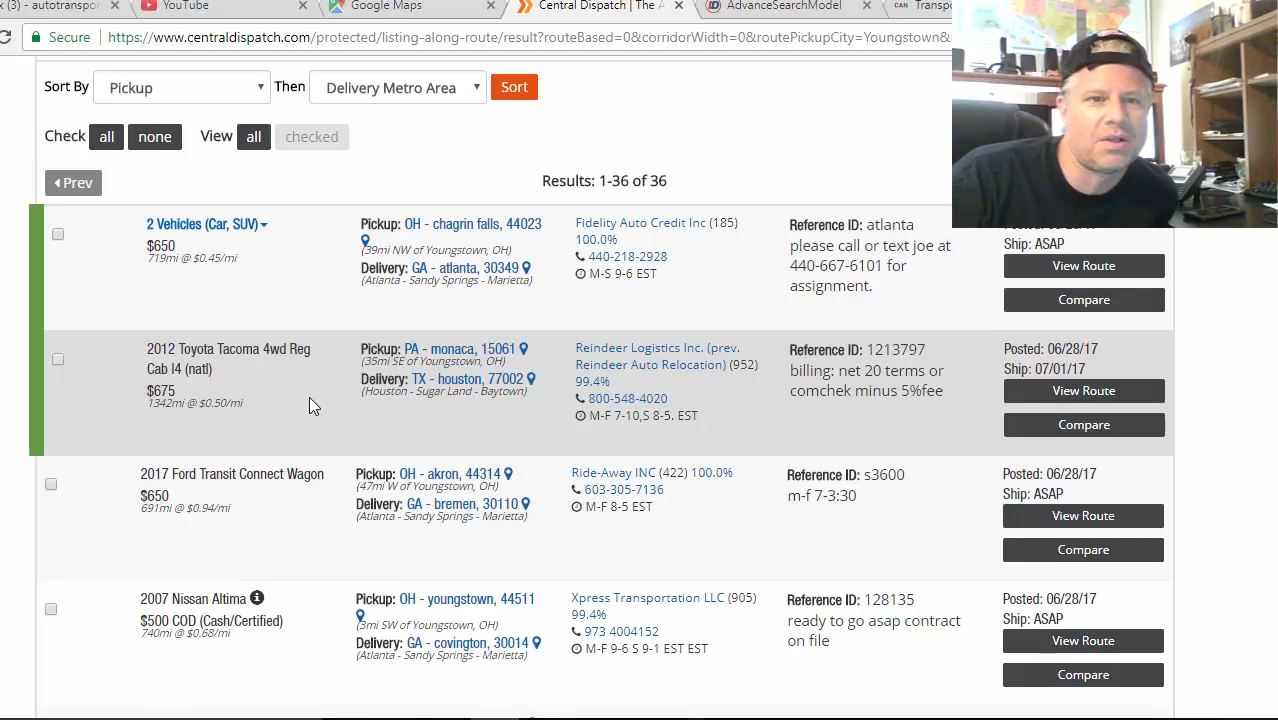 x (3) - autotranspor
YouTube
Google Maps
Central Dispatch | The A
AdvanceSearchModel
CAN Transpo
Secure
https://www.centraldispatch.com/protected/listing-along-route/result?routeBased=0&corridorWidth=0&routePickupCity=Youngstown&
Sort By Pickup Then Delivery Metro Area Sort
Check all none View all checked
Prev
Results: 1-36 of 36
2 Vehicles (Car, SUV)
$650
719mi @ $0.45/mi
Pickup: OH - chagrin falls, 44023
(39mi NW of Youngstown, OH)
Delivery: GA - atlanta, 30349
(Atlanta - Sandy Springs - Marietta)
Fidelity Auto Credit Inc (185)
100.0%
440-218-2928
M-S 9-6 EST
Reference ID: atlanta
please call or text joe at
440-667-6101 for
assignment.
Ship: ASAP
View Route
Compare
2012 Toyota Tacoma 4wd Reg
Cab I4 (natl)
$675
1342mi @ $0.50/mi
Pickup: PA - monaca, 15061
(35mi SE of Youngstown, OH)
Delivery: TX - houston, 77002
(Houston - Sugar Land - Baytown)
Reindeer Logistics Inc. (prev.
Reindeer Auto Relocation) (952)
99.4%
800-548-4020
M-F 7-10,S 8-5. EST
Reference ID: 1213797
billing: net 20 terms or
comchek minus 5%fee
Posted: 06/28/17
Ship: 07/01/17
View Route
Compare
2017 Ford Transit Connect Wagon
$650
691mi @ $0.94/mi
Pickup: OH - akron, 44314
(47mi W of Youngstown, OH)
Delivery: GA - bremen, 30110
(Atlanta - Sandy Springs - Marietta)
Ride-Away INC (422) 100.0%
603-305-7136
M-F 8-5 EST
Reference ID: s3600
m-f 7-3:30
Posted: 06/28/17
Ship: ASAP
View Route
Compare
2007 Nissan Altima
$500 COD (Cash/Certified)
740mi @ $0.68/mi
Pickup: OH - youngstown, 44511
(3mi SW of Youngstown, OH)
Delivery: GA - covington, 30014
(Atlanta - Sandy Springs - Marietta)
Xpress Transportation LLC (905)
99.4%
973 4004152
M-F 9-6 S 9-1 EST EST
Reference ID: 128135
ready to go asap contract
on file
Posted: 06/28/17
Ship: ASAP
View Route
Compare